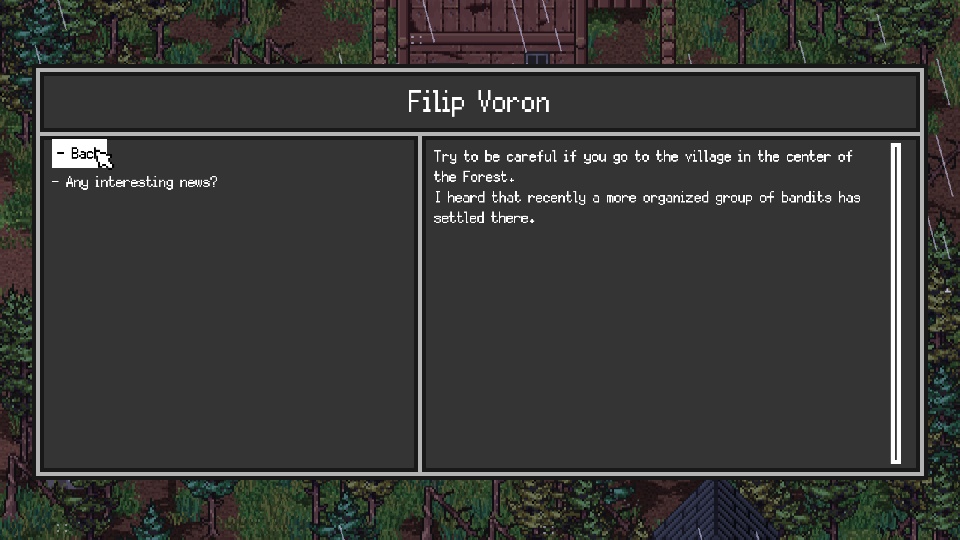 Filip Voron
- Back
- Any interesting news?
Try to be careful if you go to the village in the center of
the Forest.
I heard that recently a more organized group of bandits has
settled there.